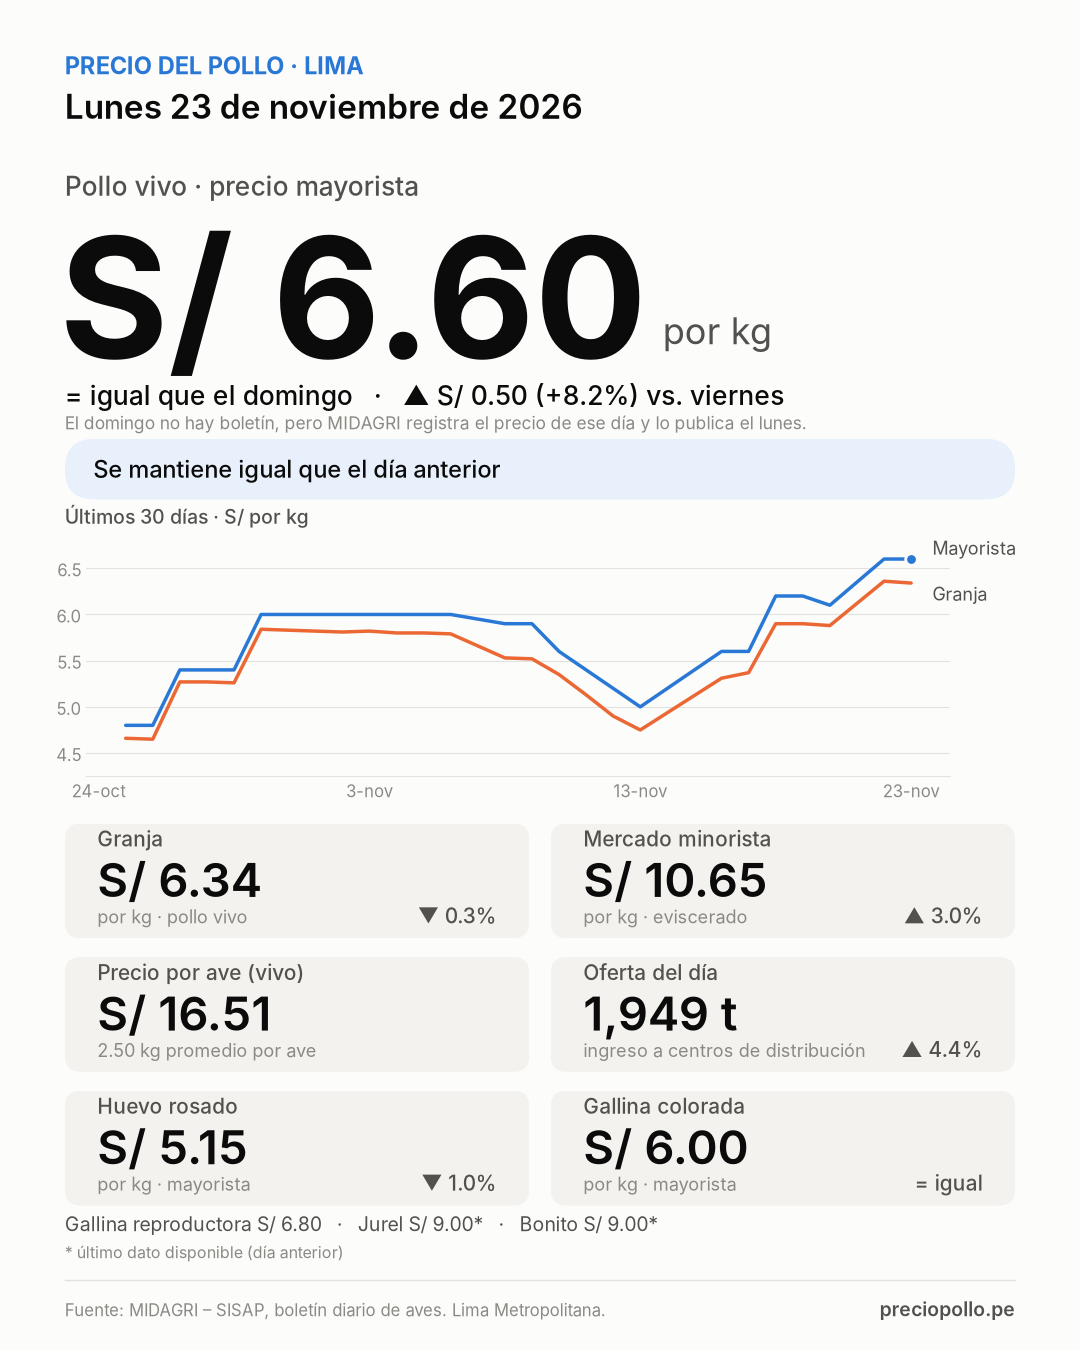 PRECIO DEL POLLO · LIMA
Lunes 23 de noviembre de 2026
Pollo vivo · precio mayorista
S/ 6.60 por kg
= igual que el domingo · ▲ S/ 0.50 (+8.2%) vs. viernes
El domingo no hay boletín, pero MIDAGRI registra el precio de ese día y lo publica el lunes.
Se mantiene igual que el día anterior
Últimos 30 días · S/ por kg
Mayorista
6.5
Granja
6.0
5.5
5.0
4.5
24-oct 3-nov 13-nov 23-nov
Granja
S/ 6.34
por kg · pollo vivo ▼ 0.3%
Mercado minorista
S/ 10.65
por kg · eviscerado ▲ 3.0%
Precio por ave (vivo)
S/ 16.51
2.50 kg promedio por ave
Oferta del día
1,949 t
ingreso a centros de distribución ▲ 4.4%
Huevo rosado
S/ 5.15
por kg · mayorista ▼ 1.0%
Gallina colorada
S/ 6.00
por kg · mayorista = igual
Gallina reproductora S/ 6.80 · Jurel S/ 9.00* · Bonito S/ 9.00*
* último dato disponible (día anterior)
Fuente: MIDAGRI – SISAP, boletín diario de aves. Lima Metropolitana. preciopollo.pe